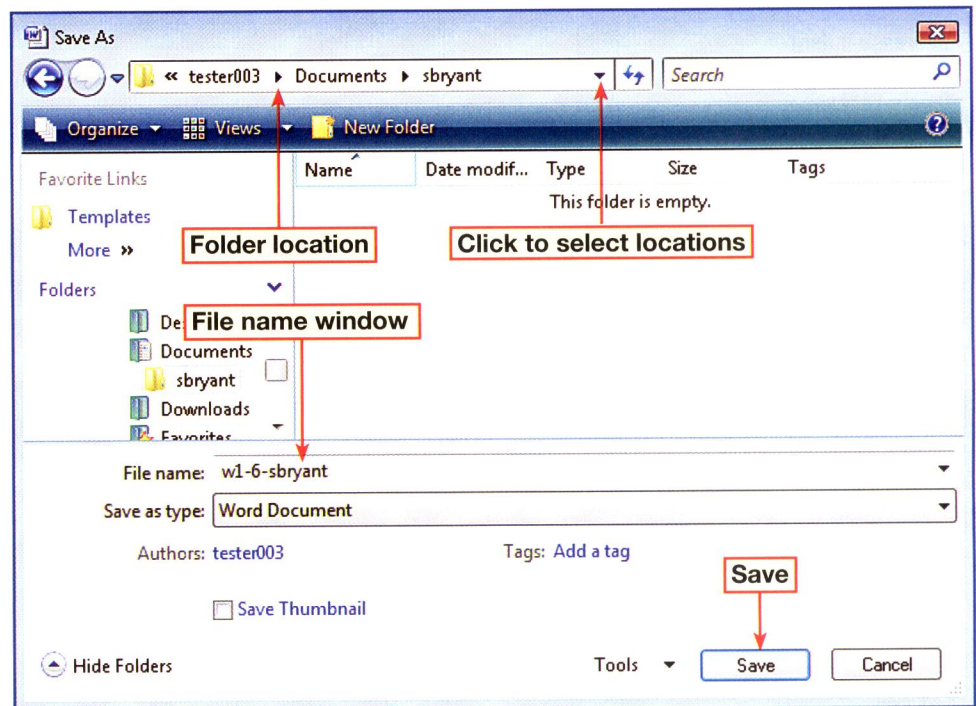 Save As
« tester003 ▸ Documents ▸ sbryant
Search
Organize
Views
New Folder
Favorite Links
Templates
More »
Folders
Documents
sbryant
Downloads
Favorites
Name
Date modif...
Type
Size
Tags
This folder is empty.
Folder location
Click to select locations
File name window
File name: w1-6-sbryant
Save as type: Word Document
Authors: tester003
Tags: Add a tag
Save Thumbnail
Save
Hide Folders
Tools
Save
Cancel